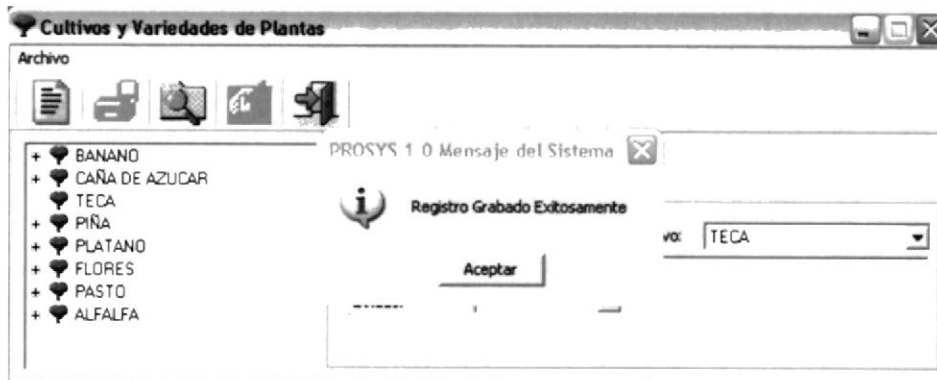 Cultivos y Variedades de Plantas
Archivo
+ BANANO
+ CAÑA DE AZUCAR
TECA
+ PIÑA
+ PLATANO
+ FLORES
+ PASTO
+ ALFALFA
PROSYS 1 0 Mensaje del Sistema
Registro Grabado Exitosamente
Aceptar
vo: TECA